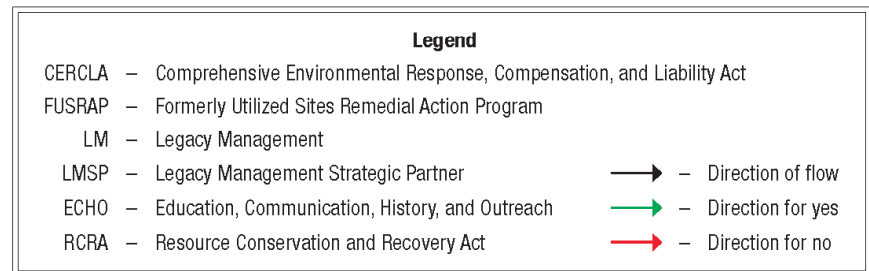 Legend
CERCLA – Comprehensive Environmental Response, Compensation, and Liability Act
FUSRAP – Formerly Utilized Sites Remedial Action Program
LM – Legacy Management
LMSP – Legacy Management Strategic Partner – Direction of flow
ECHO – Education, Communication, History, and Outreach – Direction for yes
RCRA – Resource Conservation and Recovery Act – Direction for no